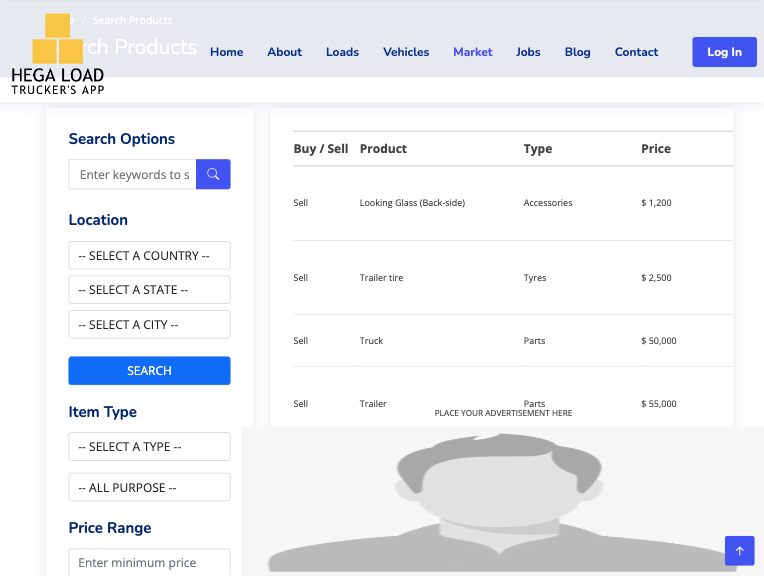 Search Products
rch Products
HEGA LOAD
TRUCKER'S APP
Home About Loads Vehicles Market Jobs Blog Contact Log In
Search Options
Enter keywords to s
Location
-- SELECT A COUNTRY --
-- SELECT A STATE --
-- SELECT A CITY --
SEARCH
Item Type
-- SELECT A TYPE --
-- ALL PURPOSE --
Price Range
Enter minimum price
Buy / Sell Product Type Price
Sell Looking Glass (Back-side) Accessories $ 1,200
Sell Trailer tire Tyres $ 2,500
Sell Truck Parts $ 50,000
Sell Trailer Parts $ 55,000
PLACE YOUR ADVERTISEMENT HERE